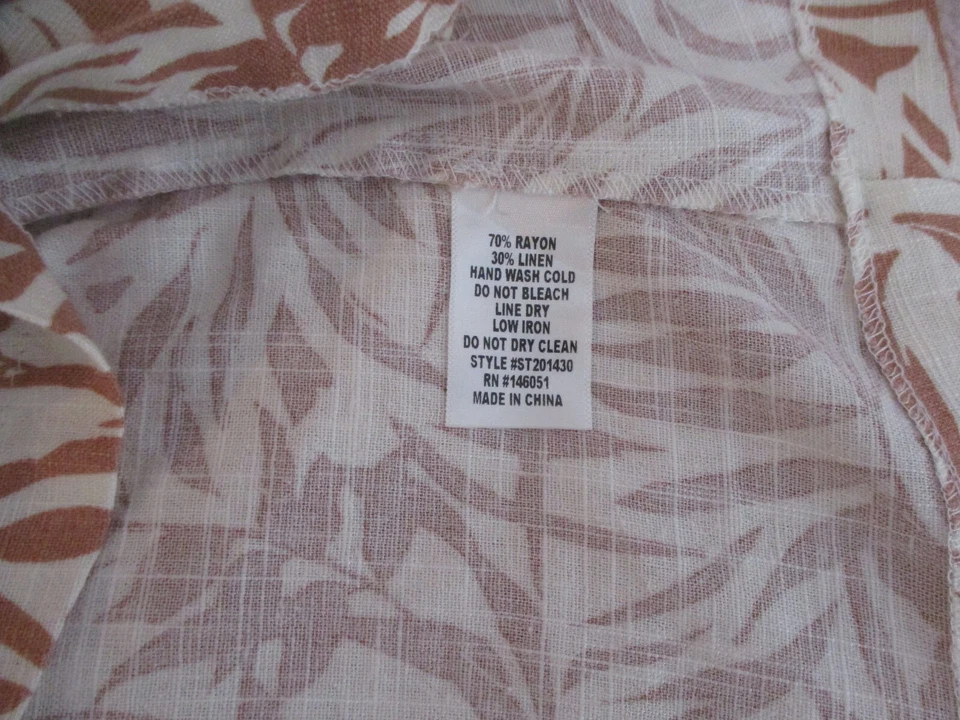 70% RAYON
30% LINEN
HAND WASH COLD
DO NOT BLEACH
LINE DRY
LOW IRON
DO NOT DRY CLEAN
STYLE #ST201430
RN #146051
MADE IN CHINA